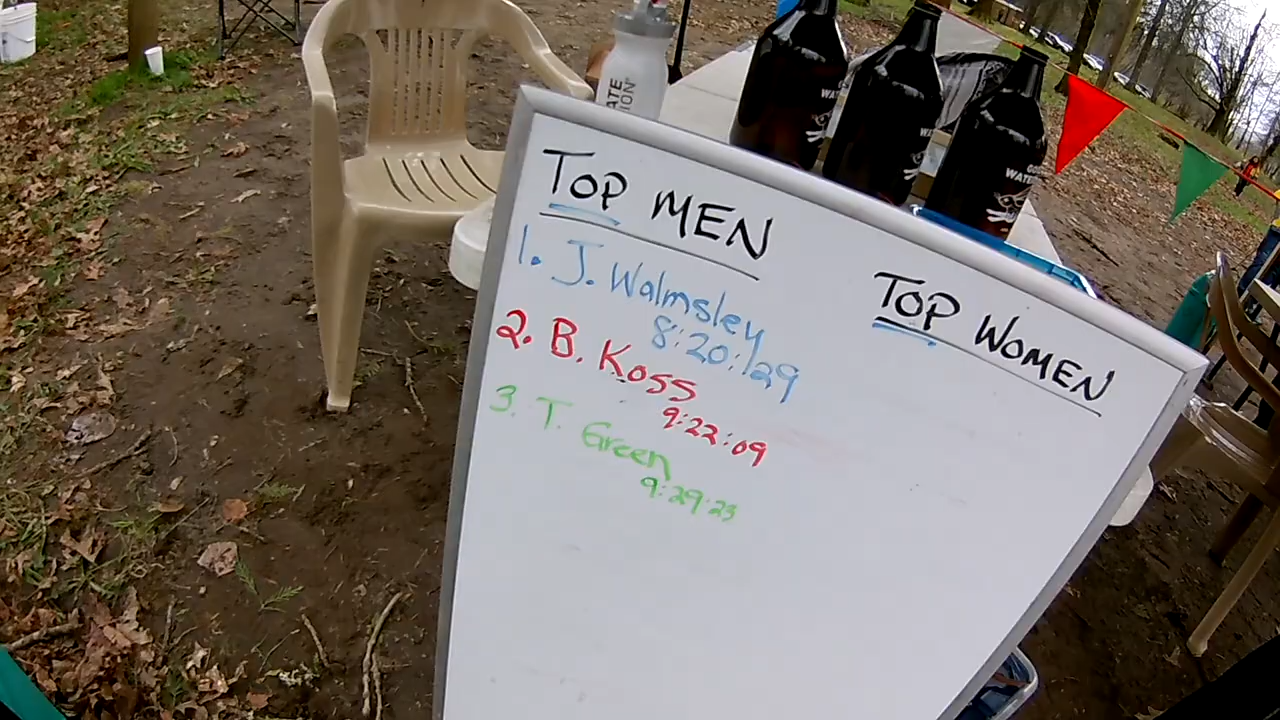 TOP MEN
1. J. Walmsley
8:20:29
2. B. Koss
9:22:09
3. T. Green
9:29:23
TOP WOMEN